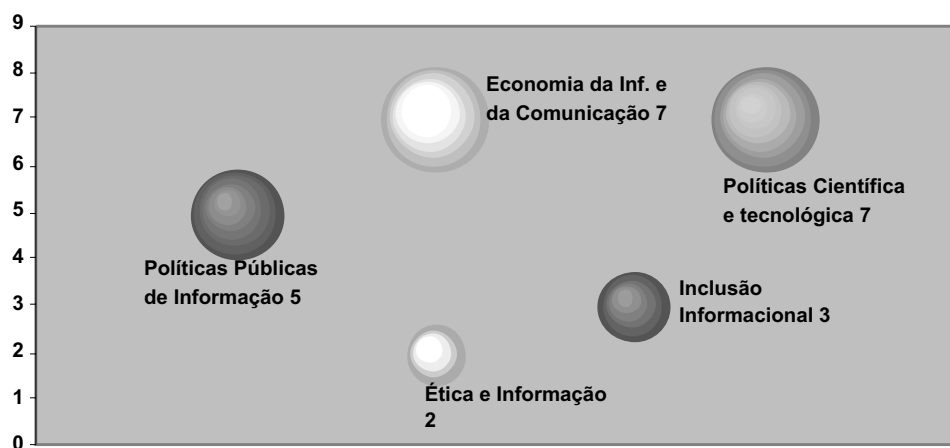 9
8
7
6
5
4
3
2
1
0
Economia da Inf. e
da Comunicação 7
Políticas Científica
e tecnológica 7
Políticas Públicas
de Informação 5
Inclusão
Informacional 3
Ética e Informação
2